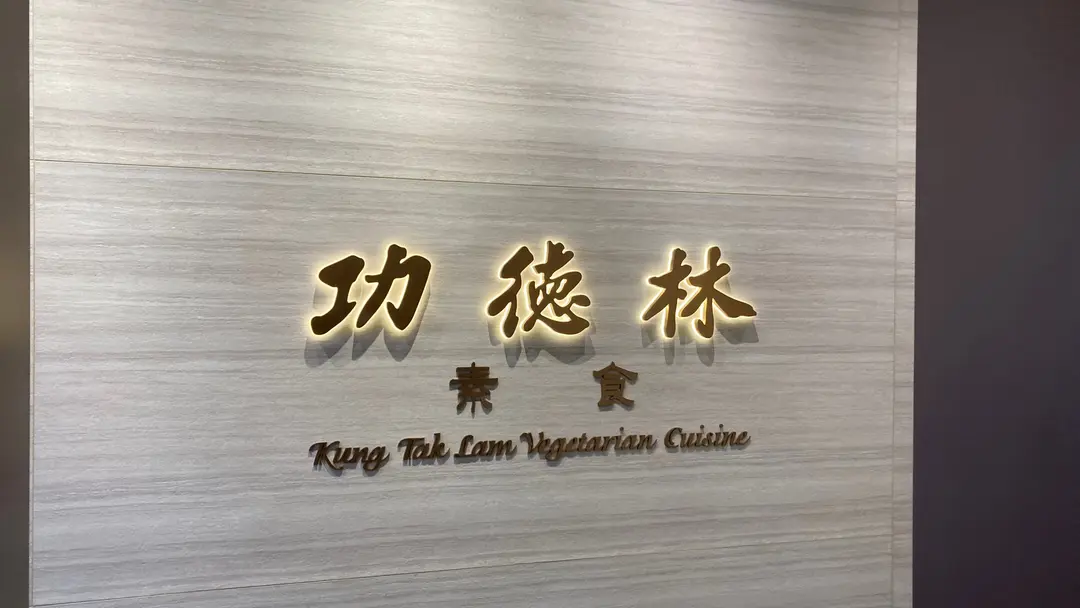 功德林
素食
Kung Tak Lam Vegetarian Cuisine